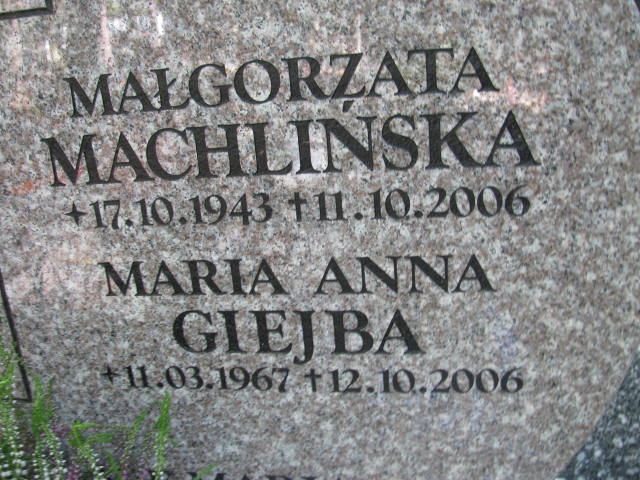 MAŁGORZATA
MACHLIŃSKA
+17.10.1943 †11.10.2006
MARIA ANNA
GIEJBA
+11.03.1967 †12.10.2006